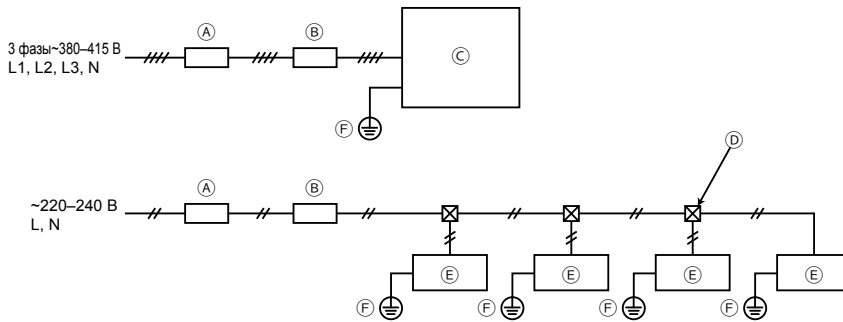 Ⓐ Ⓑ
3 фазы~380–415 В
L1, L2, L3, N
Ⓒ
Ⓕ
Ⓓ
Ⓐ Ⓑ
~220–240 В
L, N
Ⓔ Ⓔ Ⓔ Ⓔ
Ⓕ Ⓕ Ⓕ Ⓕ